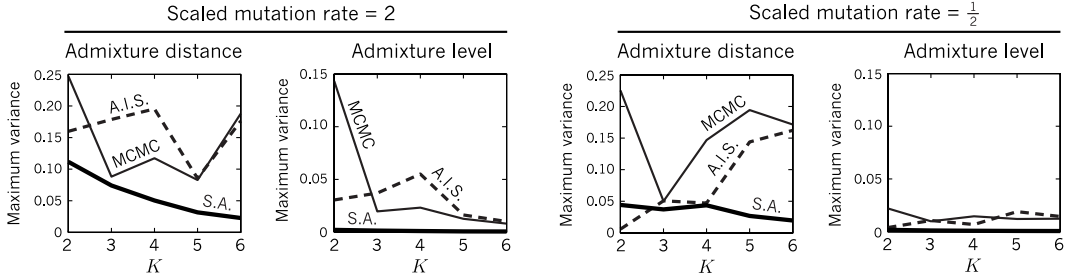 Scaled mutation rate = 2
Scaled mutation rate = 1/2
Admixture distance
Admixture level
Admixture distance
Admixture level
Maximum variance
0.25
0.20
0.15
0.10
0.05
0
A.I.S.
MCMC
S.A.
2 3 4 5 6
K
Maximum variance
0.15
0.10
0.05
0
MCMC
A.I.S.
S.A.
2 3 4 5 6
K
Maximum variance
0.25
0.20
0.15
0.10
0.05
0
MCMC
A.I.S.
S.A.
2 3 4 5 6
K
Maximum variance
0.15
0.10
0.05
0
2 3 4 5 6
K